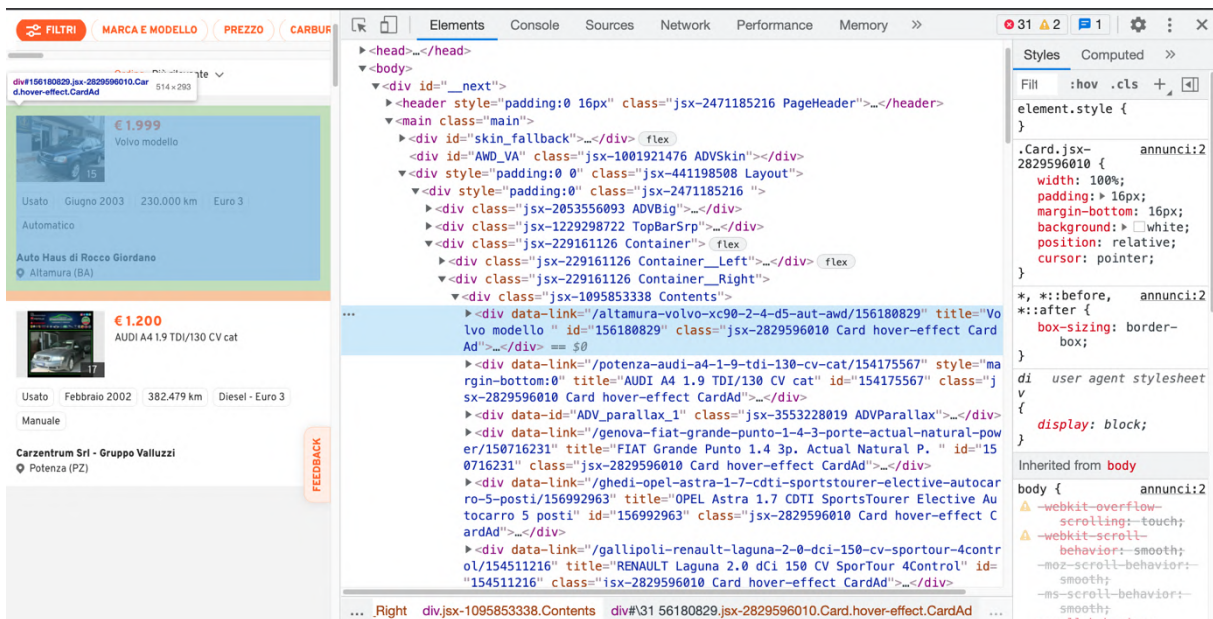 FILTRI
MARCA E MODELLO
PREZZO
CARBUR
div#156180829.jsx-2829596010.Car
d.hover-effect.CardAd
514 × 293
€ 1.999
Volvo modello
15
Usato
Giugno 2003
230.000 km
Euro 3
Automatico
Auto Haus di Rocco Giordano
Altamura (BA)
€ 1.200
AUDI A4 1.9 TDI/130 CV cat
17
Usato
Febbraio 2002
382.479 km
Diesel - Euro 3
Manuale
Carzentrum Srl - Gruppo Valluzzi
Potenza (PZ)
FEEDBACK
Elements
Console
Sources
Network
Performance
Memory
»
31
2
1
<head>…</head>
<body>
<div id="__next">
<header style="padding:0 16px" class="jsx-2471185216 PageHeader">…</header>
<main class="main">
<div id="skin_fallback">…</div> flex
<div id="AWD_VA" class="jsx-1001921476 ADVSkin"></div>
<div style="padding:0 0" class="jsx-441198508 Layout">
<div style="padding:0" class="jsx-2471185216 ">
<div class="jsx-2053556093 ADVBig">…</div>
<div class="jsx-1229298722 TopBarSrp">…</div>
<div class="jsx-229161126 Container"> flex
<div class="jsx-229161126 Container__Left">…</div> flex
<div class="jsx-229161126 Container__Right">
<div class="jsx-1095853338 Contents">
<div data-link="/altamura-volvo-xc90-2-4-d5-aut-awd/156180829" title="Vo
lvo modello " id="156180829" class="jsx-2829596010 Card hover-effect Card
Ad">…</div> == $0
<div data-link="/potenza-audi-a4-1-9-tdi-130-cv-cat/154175567" style="ma
rgin-bottom:0" title="AUDI A4 1.9 TDI/130 CV cat" id="154175567" class="j
sx-2829596010 Card hover-effect CardAd">…</div>
<div data-id="ADV_parallax_1" class="jsx-3553228019 ADVParallax">…</div>
<div data-link="/genova-fiat-grande-punto-1-4-3-porte-actual-natural-pow
er/150716231" title="FIAT Grande Punto 1.4 3p. Actual Natural P. " id="15
0716231" class="jsx-2829596010 Card hover-effect CardAd">…</div>
<div data-link="/ghedi-opel-astra-1-7-cdti-sportstourer-elective-autocar
ro-5-posti/156992963" title="OPEL Astra 1.7 CDTI SportsTourer Elective Au
tocarro 5 posti" id="156992963" class="jsx-2829596010 Card hover-effect C
ardAd">…</div>
<div data-link="/gallipoli-renault-laguna-2-0-dci-150-cv-sportour-4contr
ol/154511216" title="RENAULT Laguna 2.0 dCi 150 CV SporTour 4Control" id=
"154511216" class="jsx-2829596010 Card hover-effect CardAd">…</div>
… _Right div.jsx-1095853338.Contents div#\31 56180829.jsx-2829596010.Card.hover-effect.CardAd …
Styles
Computed
»
:hov .cls +
element.style {
}
.Card.jsx-
2829596010 {
annunci:2
width: 100%;
padding: 16px;
margin-bottom: 16px;
background: white;
position: relative;
cursor: pointer;
}
*, *::before,
*::after {
annunci:2
box-sizing: border-
box;
}
di
v
{
user agent stylesheet
display: block;
}
Inherited from body
body {
annunci:2
-webkit-overflow-
scrolling: touch;
-webkit-scroll-
behavior: smooth;
-moz-scroll-behavior:
smooth;
-ms-scroll-behavior:
smooth;